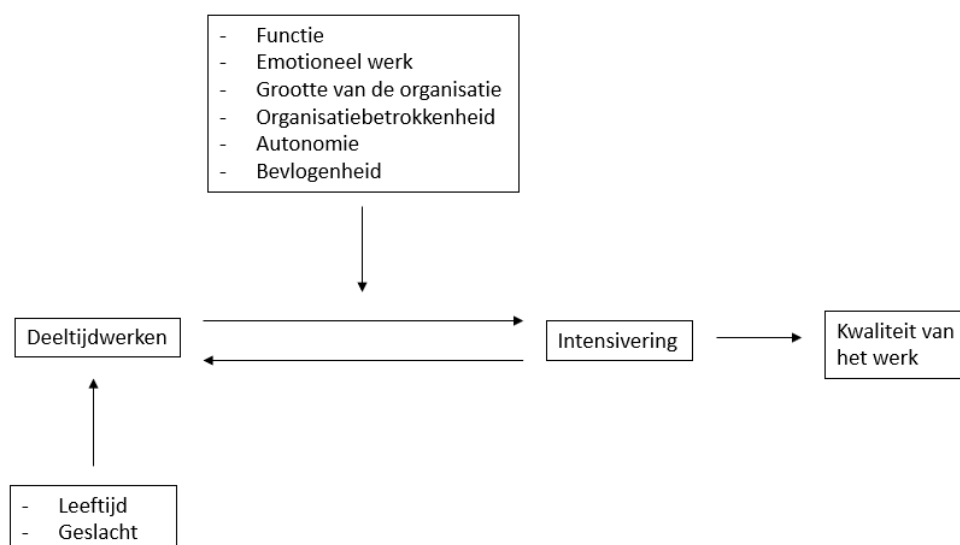 - Functie
- Emotioneel werk
- Grootte van de organisatie
- Organisatiebetrokkenheid
- Autonomie
- Bevlogenheid
Deeltijdwerken
Intensivering
Kwaliteit van
het werk
- Leeftijd
- Geslacht